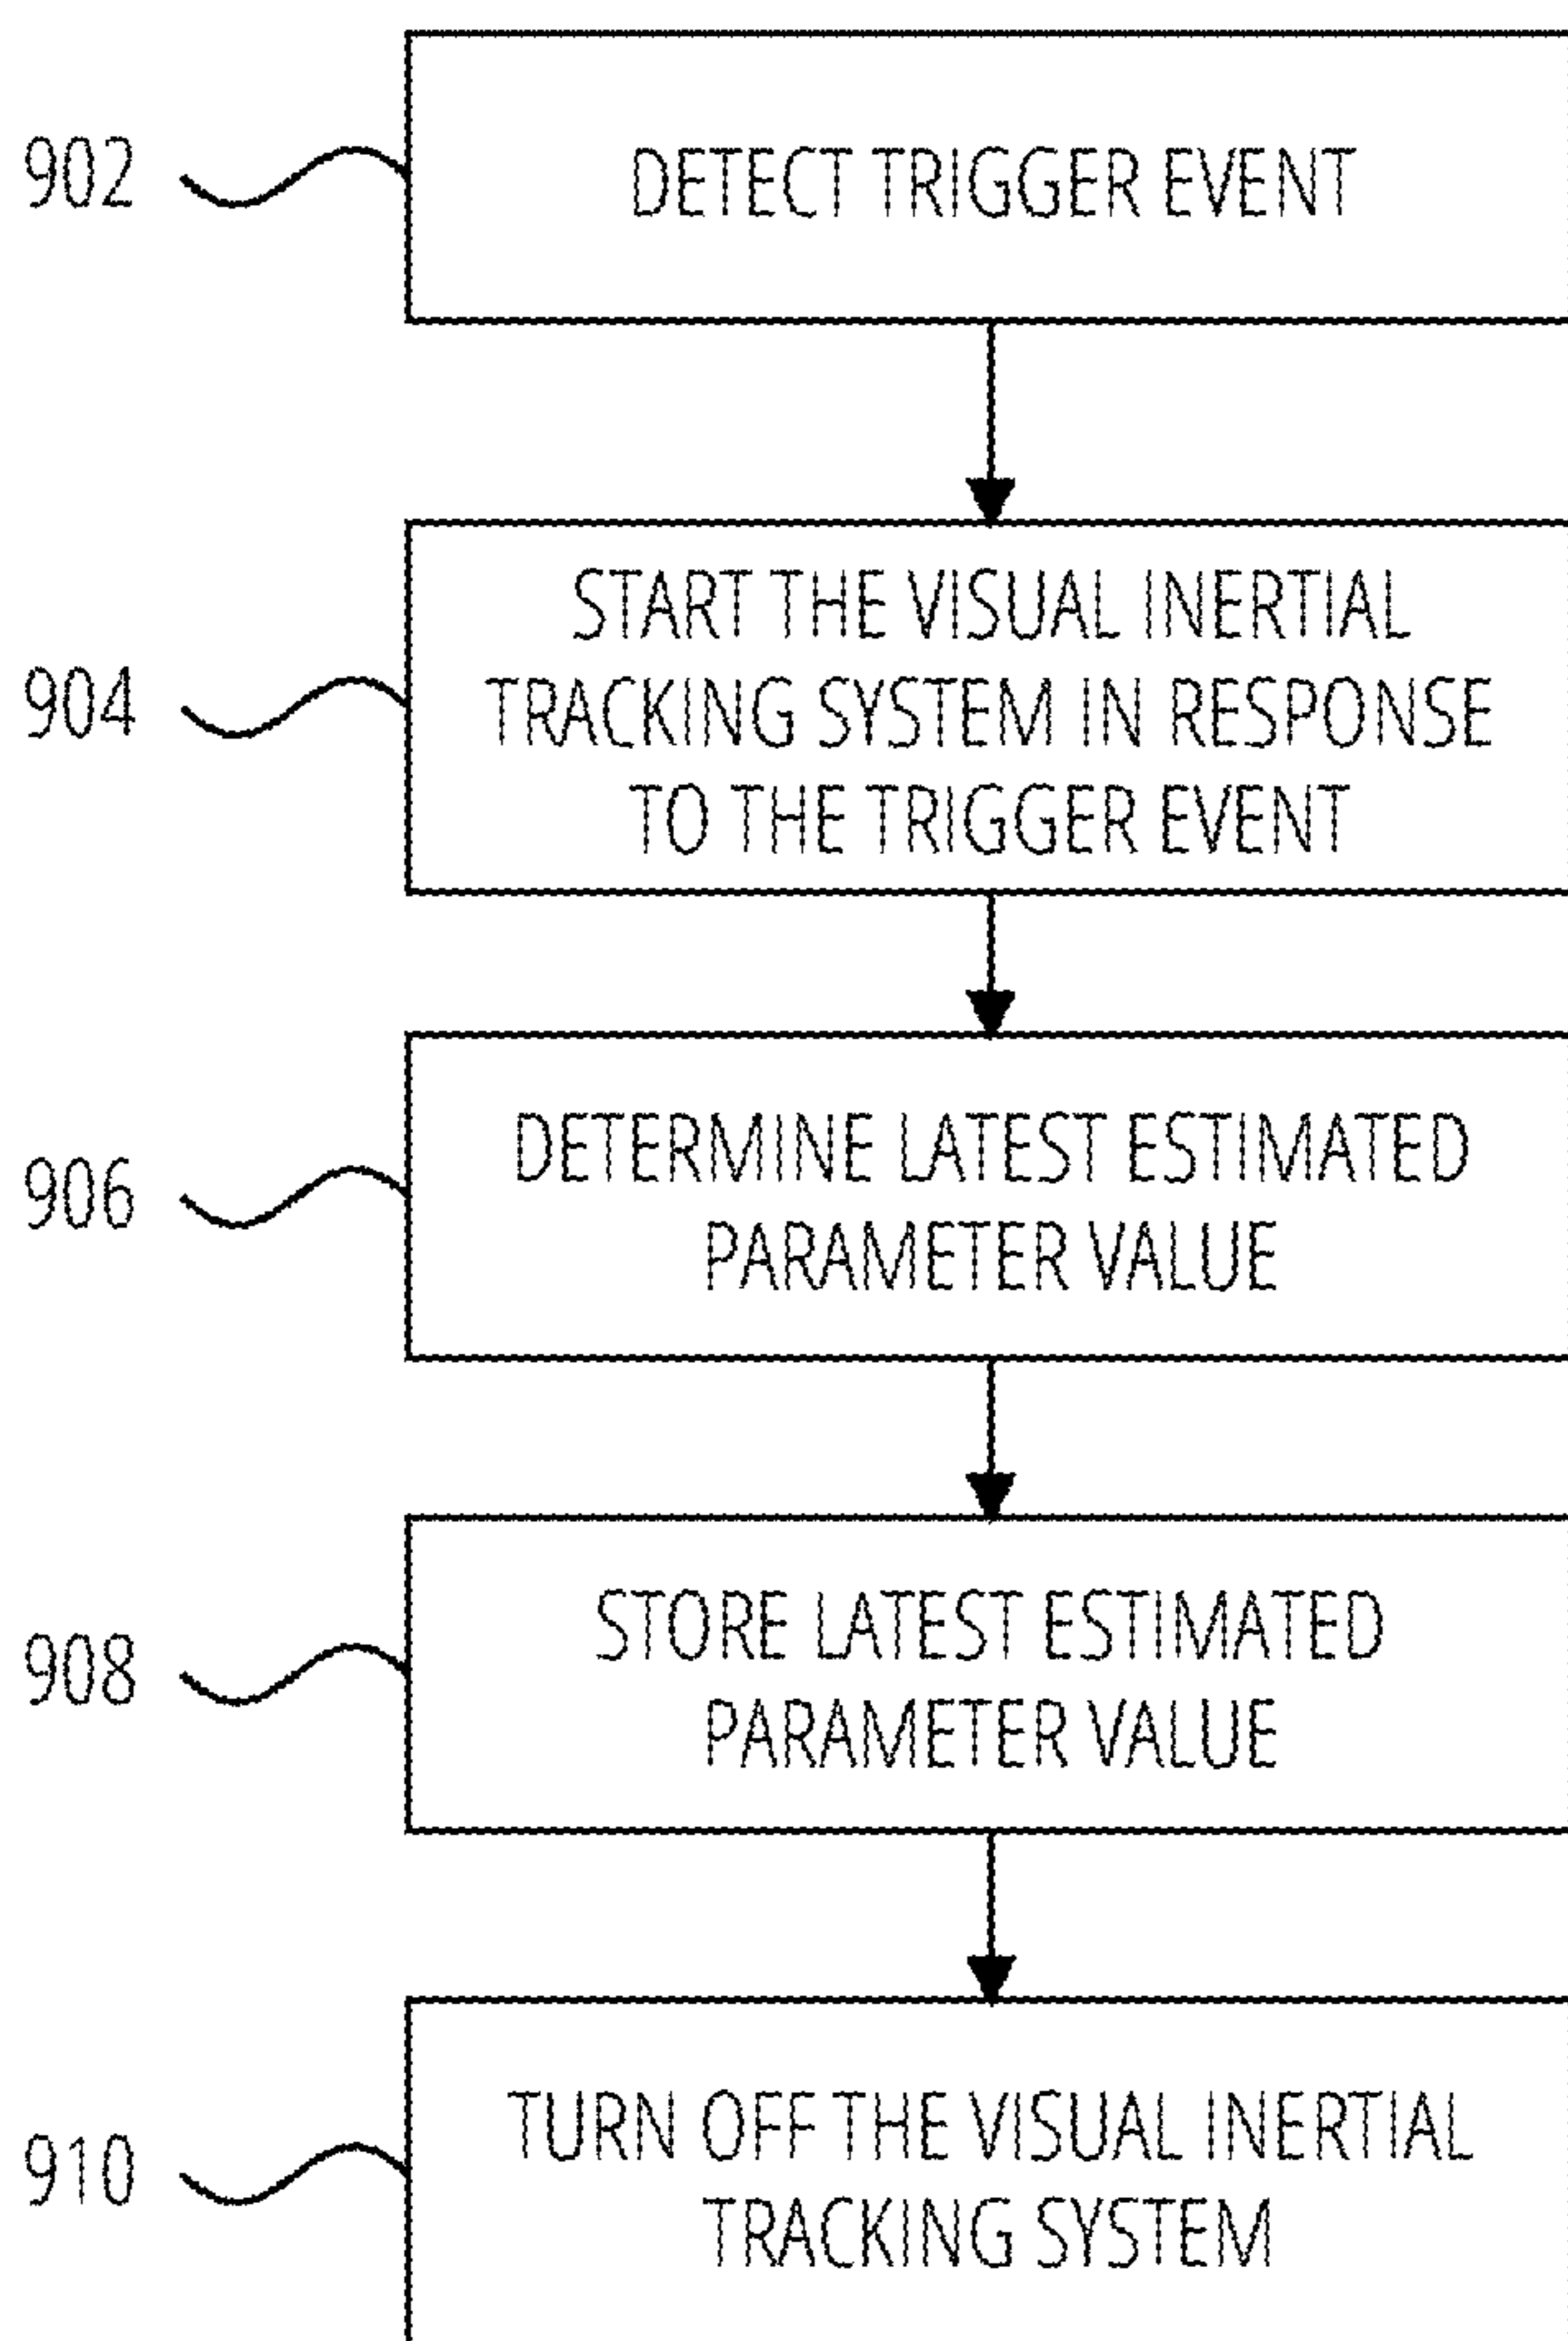 902
DETECT TRIGGER EVENT
904
START THE VISUAL INERTIAL
TRACKING SYSTEM IN RESPONSE
TO THE TRIGGER EVENT
906
DETERMINE LATEST ESTIMATED
PARAMETER VALUE
908
STORE LATEST ESTIMATED
PARAMETER VALUE
910
TURN OFF THE VISUAL INERTIAL
TRACKING SYSTEM